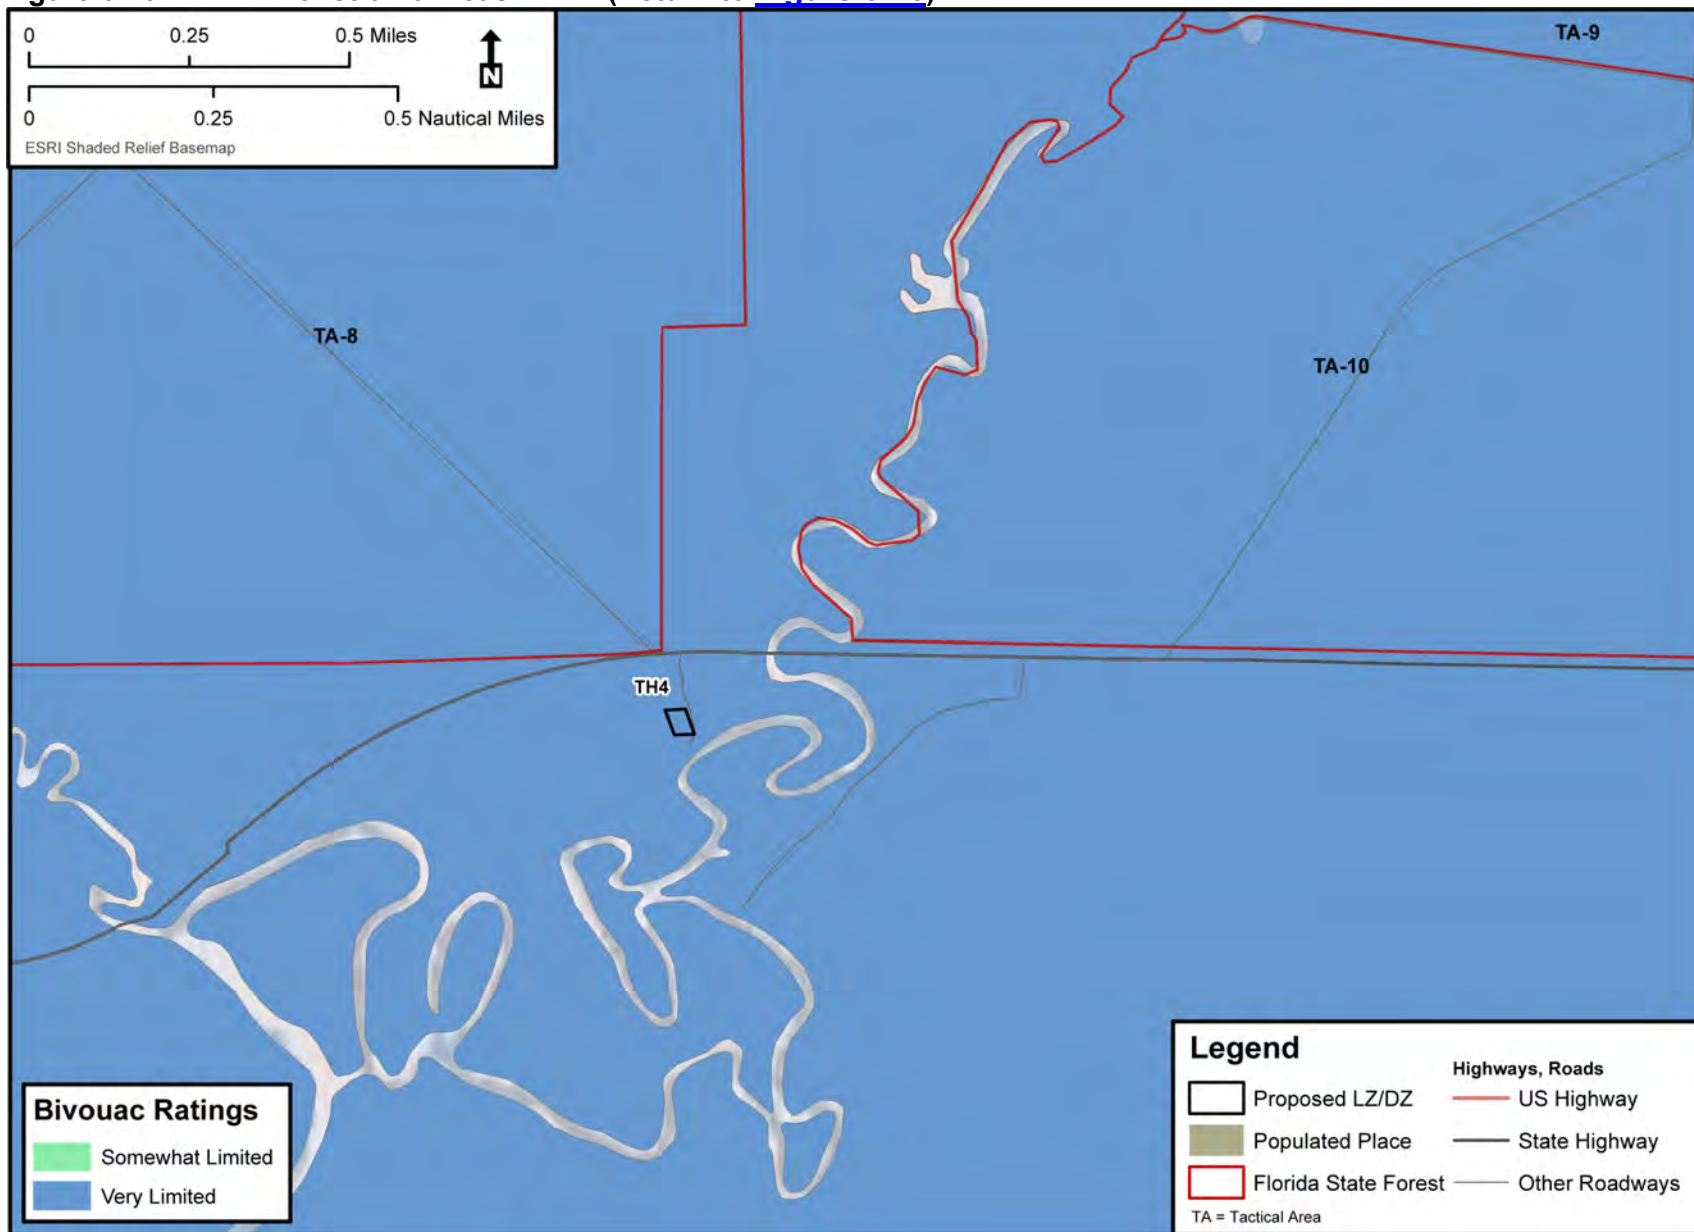 0 0.25 0.5 Miles
N
0 0.25 0.5 Nautical Miles
ESRI Shaded Relief Basemap
TA-9
TA-8
TA-10
TH4
Bivouac Ratings
Somewhat Limited
Very Limited
Legend
Proposed LZ/DZ
Populated Place
Florida State Forest
TA = Tactical Area
Highways, Roads
US Highway
State Highway
Other Roadways